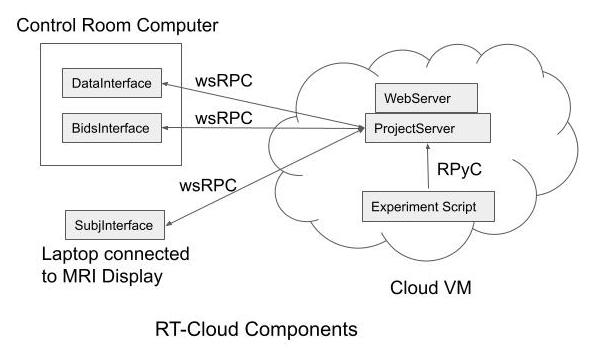 Control Room Computer
DataInterface
BidsInterface
wsRPC
wsRPC
wsRPC
SubjInterface
Laptop connected
to MRI Display
WebServer
ProjectServer
RPyC
Experiment Script
Cloud VM
RT-Cloud Components